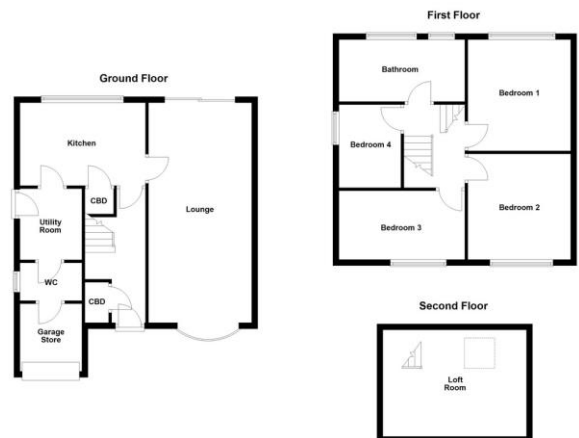 Ground Floor
Kitchen
CBD
Utility
Room
Lounge
WC
CBD
Garage
Store
First Floor
Bathroom
Bedroom 1
Bedroom 4
Bedroom 2
Bedroom 3
Second Floor
Loft
Room